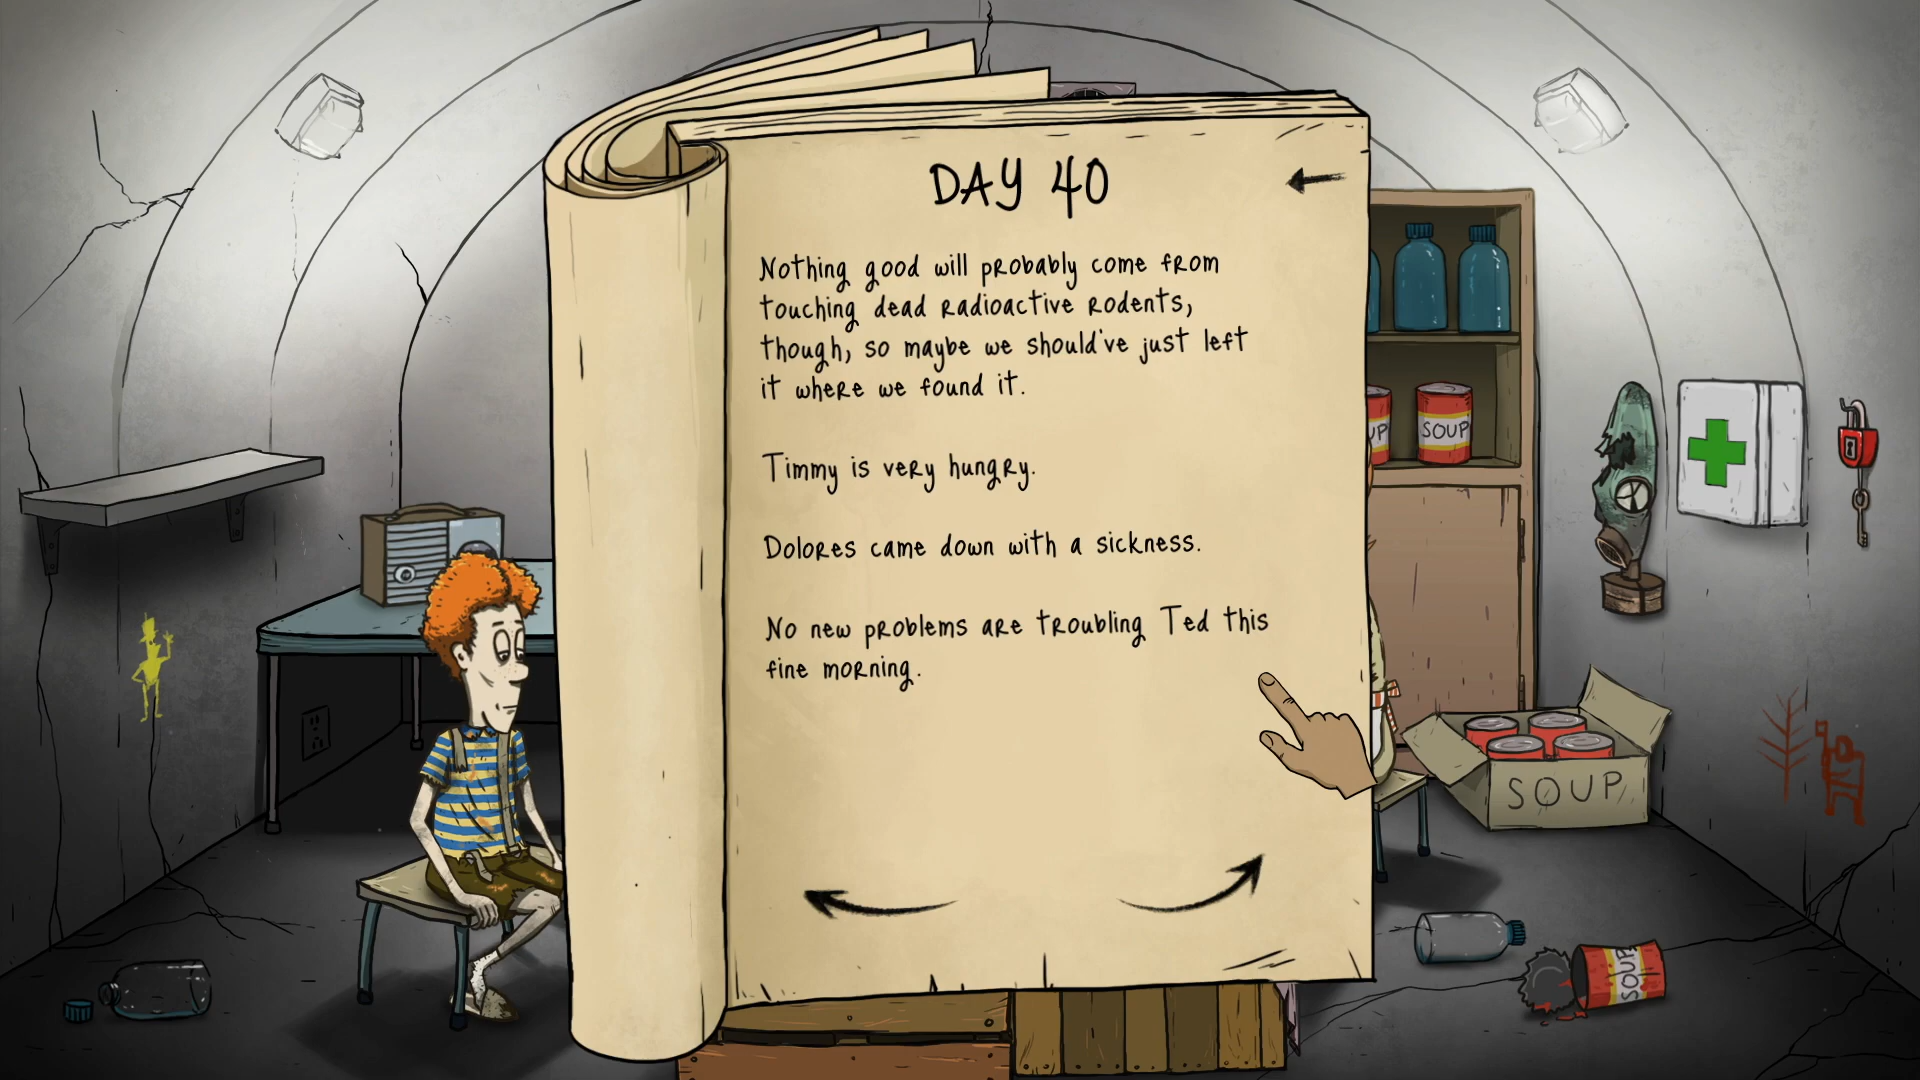 DAY 40
Nothing good will probably come from
touching dead radioactive rodents,
though, so maybe we should've just left
it where we found it.
Timmy is very hungry.
Dolores came down with a sickness.
No new problems are troubling Ted this
fine morning.
UP
SOUP
SOUP
SOUP